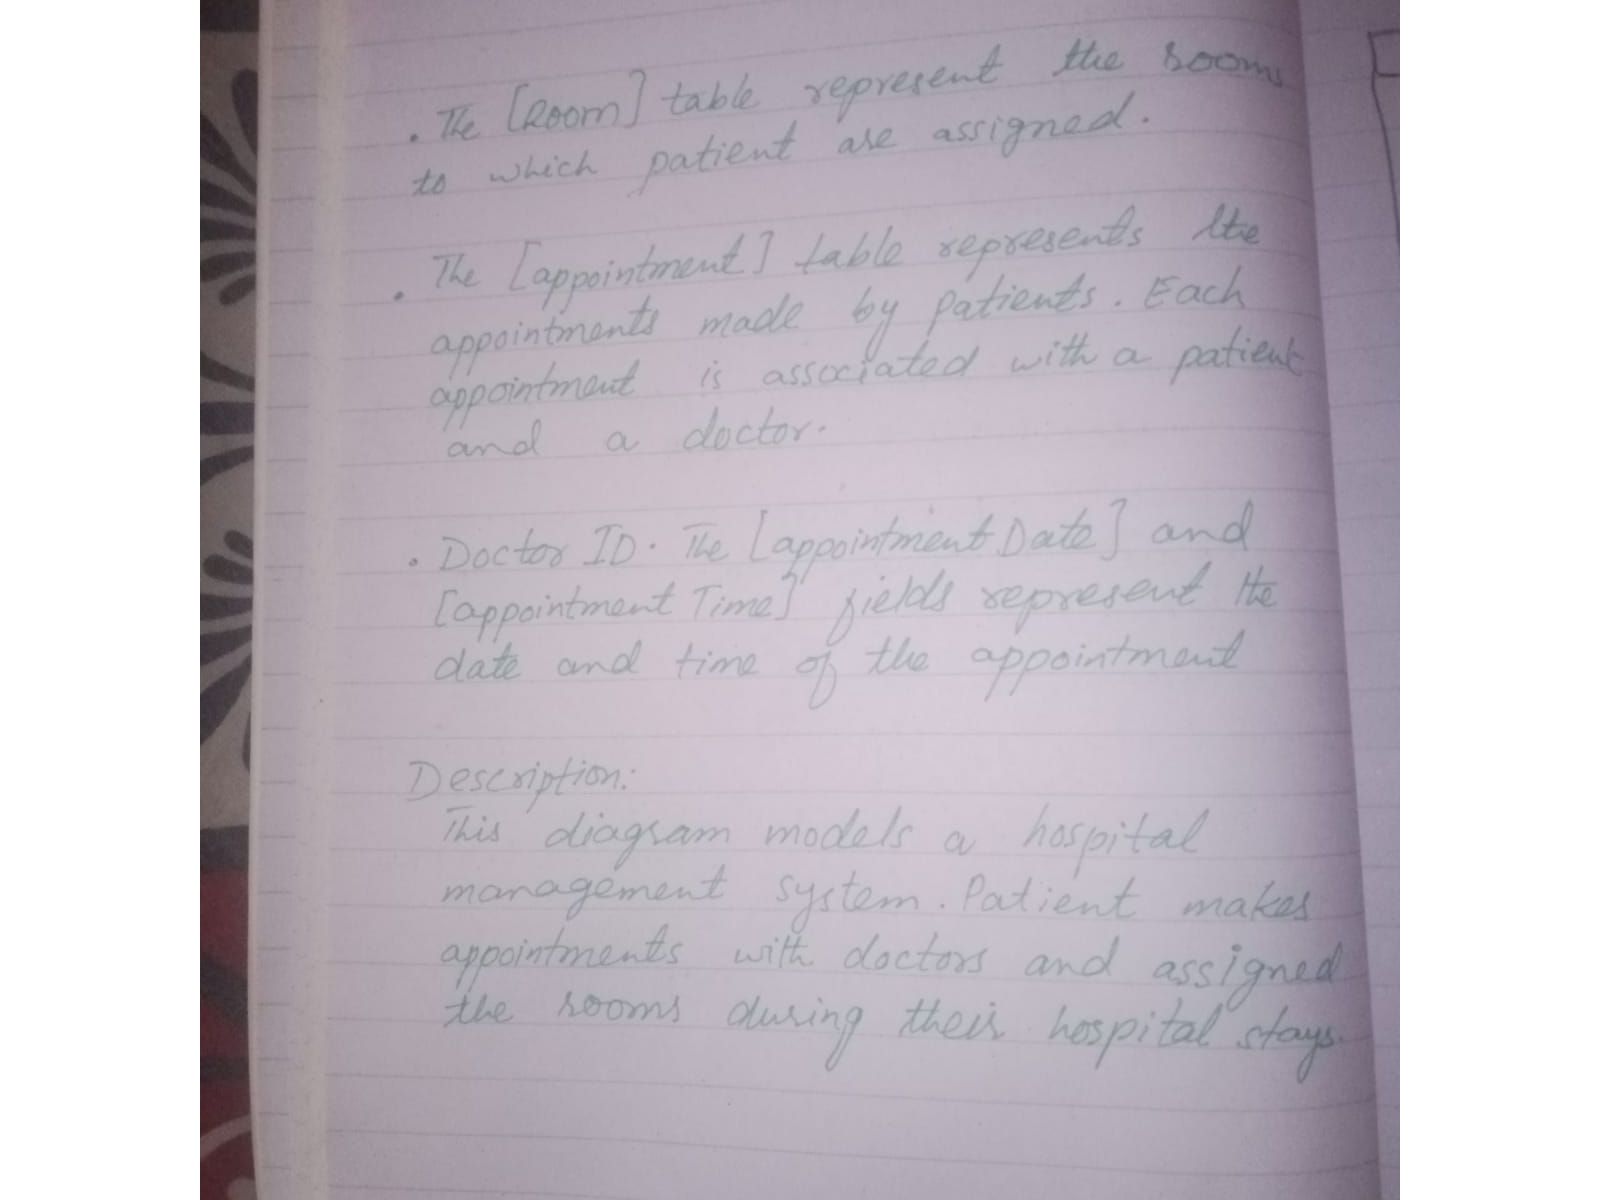 . The [Room] table represent the rooms
to which patient are assigned.
. The [appointment] table represents the
appointments made by patients. Each
appointment is associated with a patient
and a doctor.
. Doctor ID. The [appointment Date] and
[appointment Time] fields represent the
date and time of the appointment
Description:
This diagram models a hospital
management system. Patient makes
appointments with doctors and assigned
the rooms during their hospital stays.